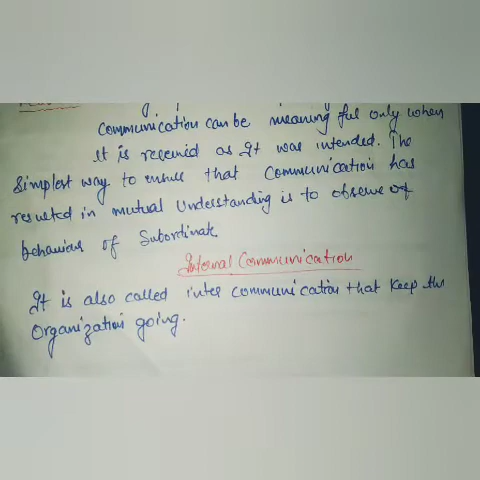 Communication can be meaning ful only when
it is received as It was intended. The
Simplest way to ensure that Communication has
resulted in mutual Understanding is to observe of
behaviour of Subordinate
Internal Communication
It is also called inter communication that Keep the
Organization going.